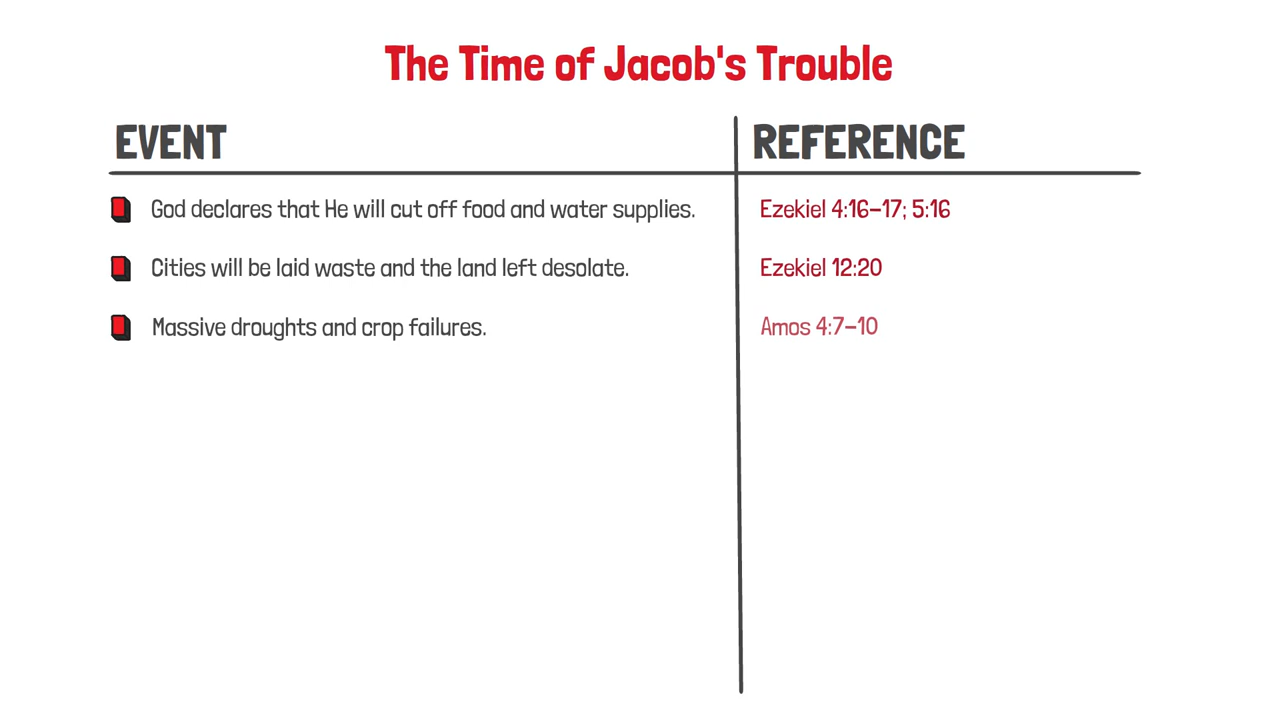 The Time of Jacob's Trouble
EVENT REFERENCE
God declares that He will cut off food and water supplies. Ezekiel 4:16–17; 5:16
Cities will be laid waste and the land left desolate. Ezekiel 12:20
Massive droughts and crop failures. Amos 4:7–10